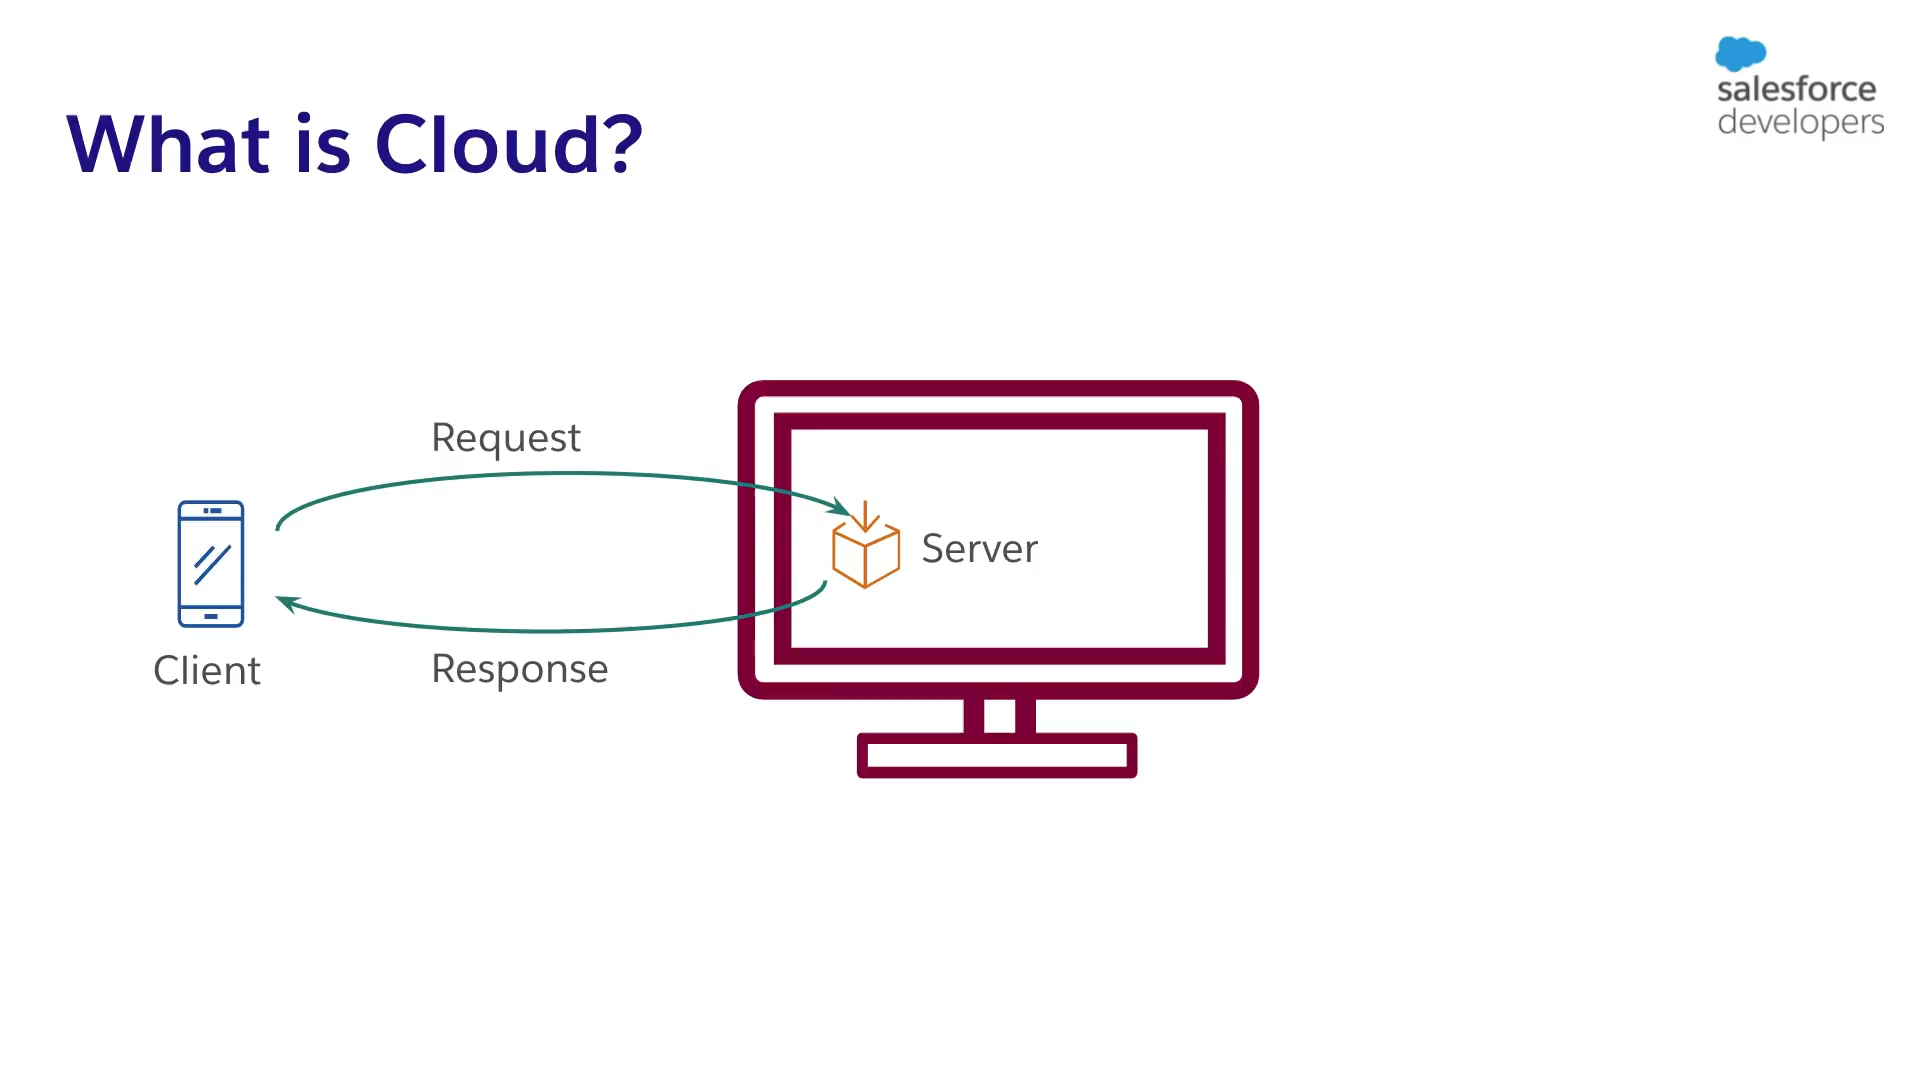 salesforce
developers
What is Cloud?
Request
Server
Client
Response